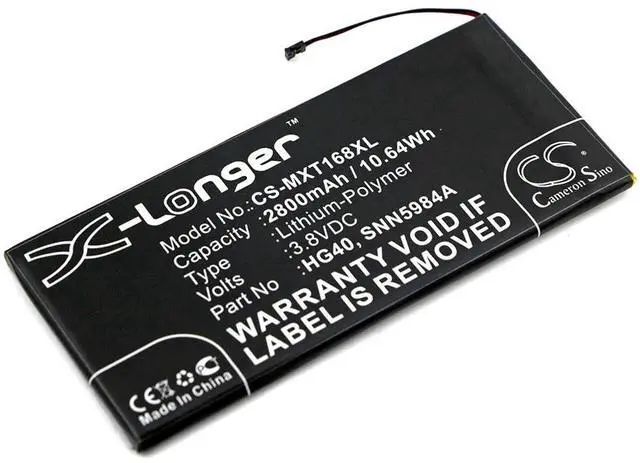 X-Longer™
Model No.: CS-MXT168XL
Capacity : 2800mAh / 10.64Wh
Type : Lithium-Polymer
Volts : 3.8VDC
Part No : HG40, SNN5984A
WARRANTY VOID IF
LABEL IS REMOVED
CS
Cameron Sino
CE
Made in China